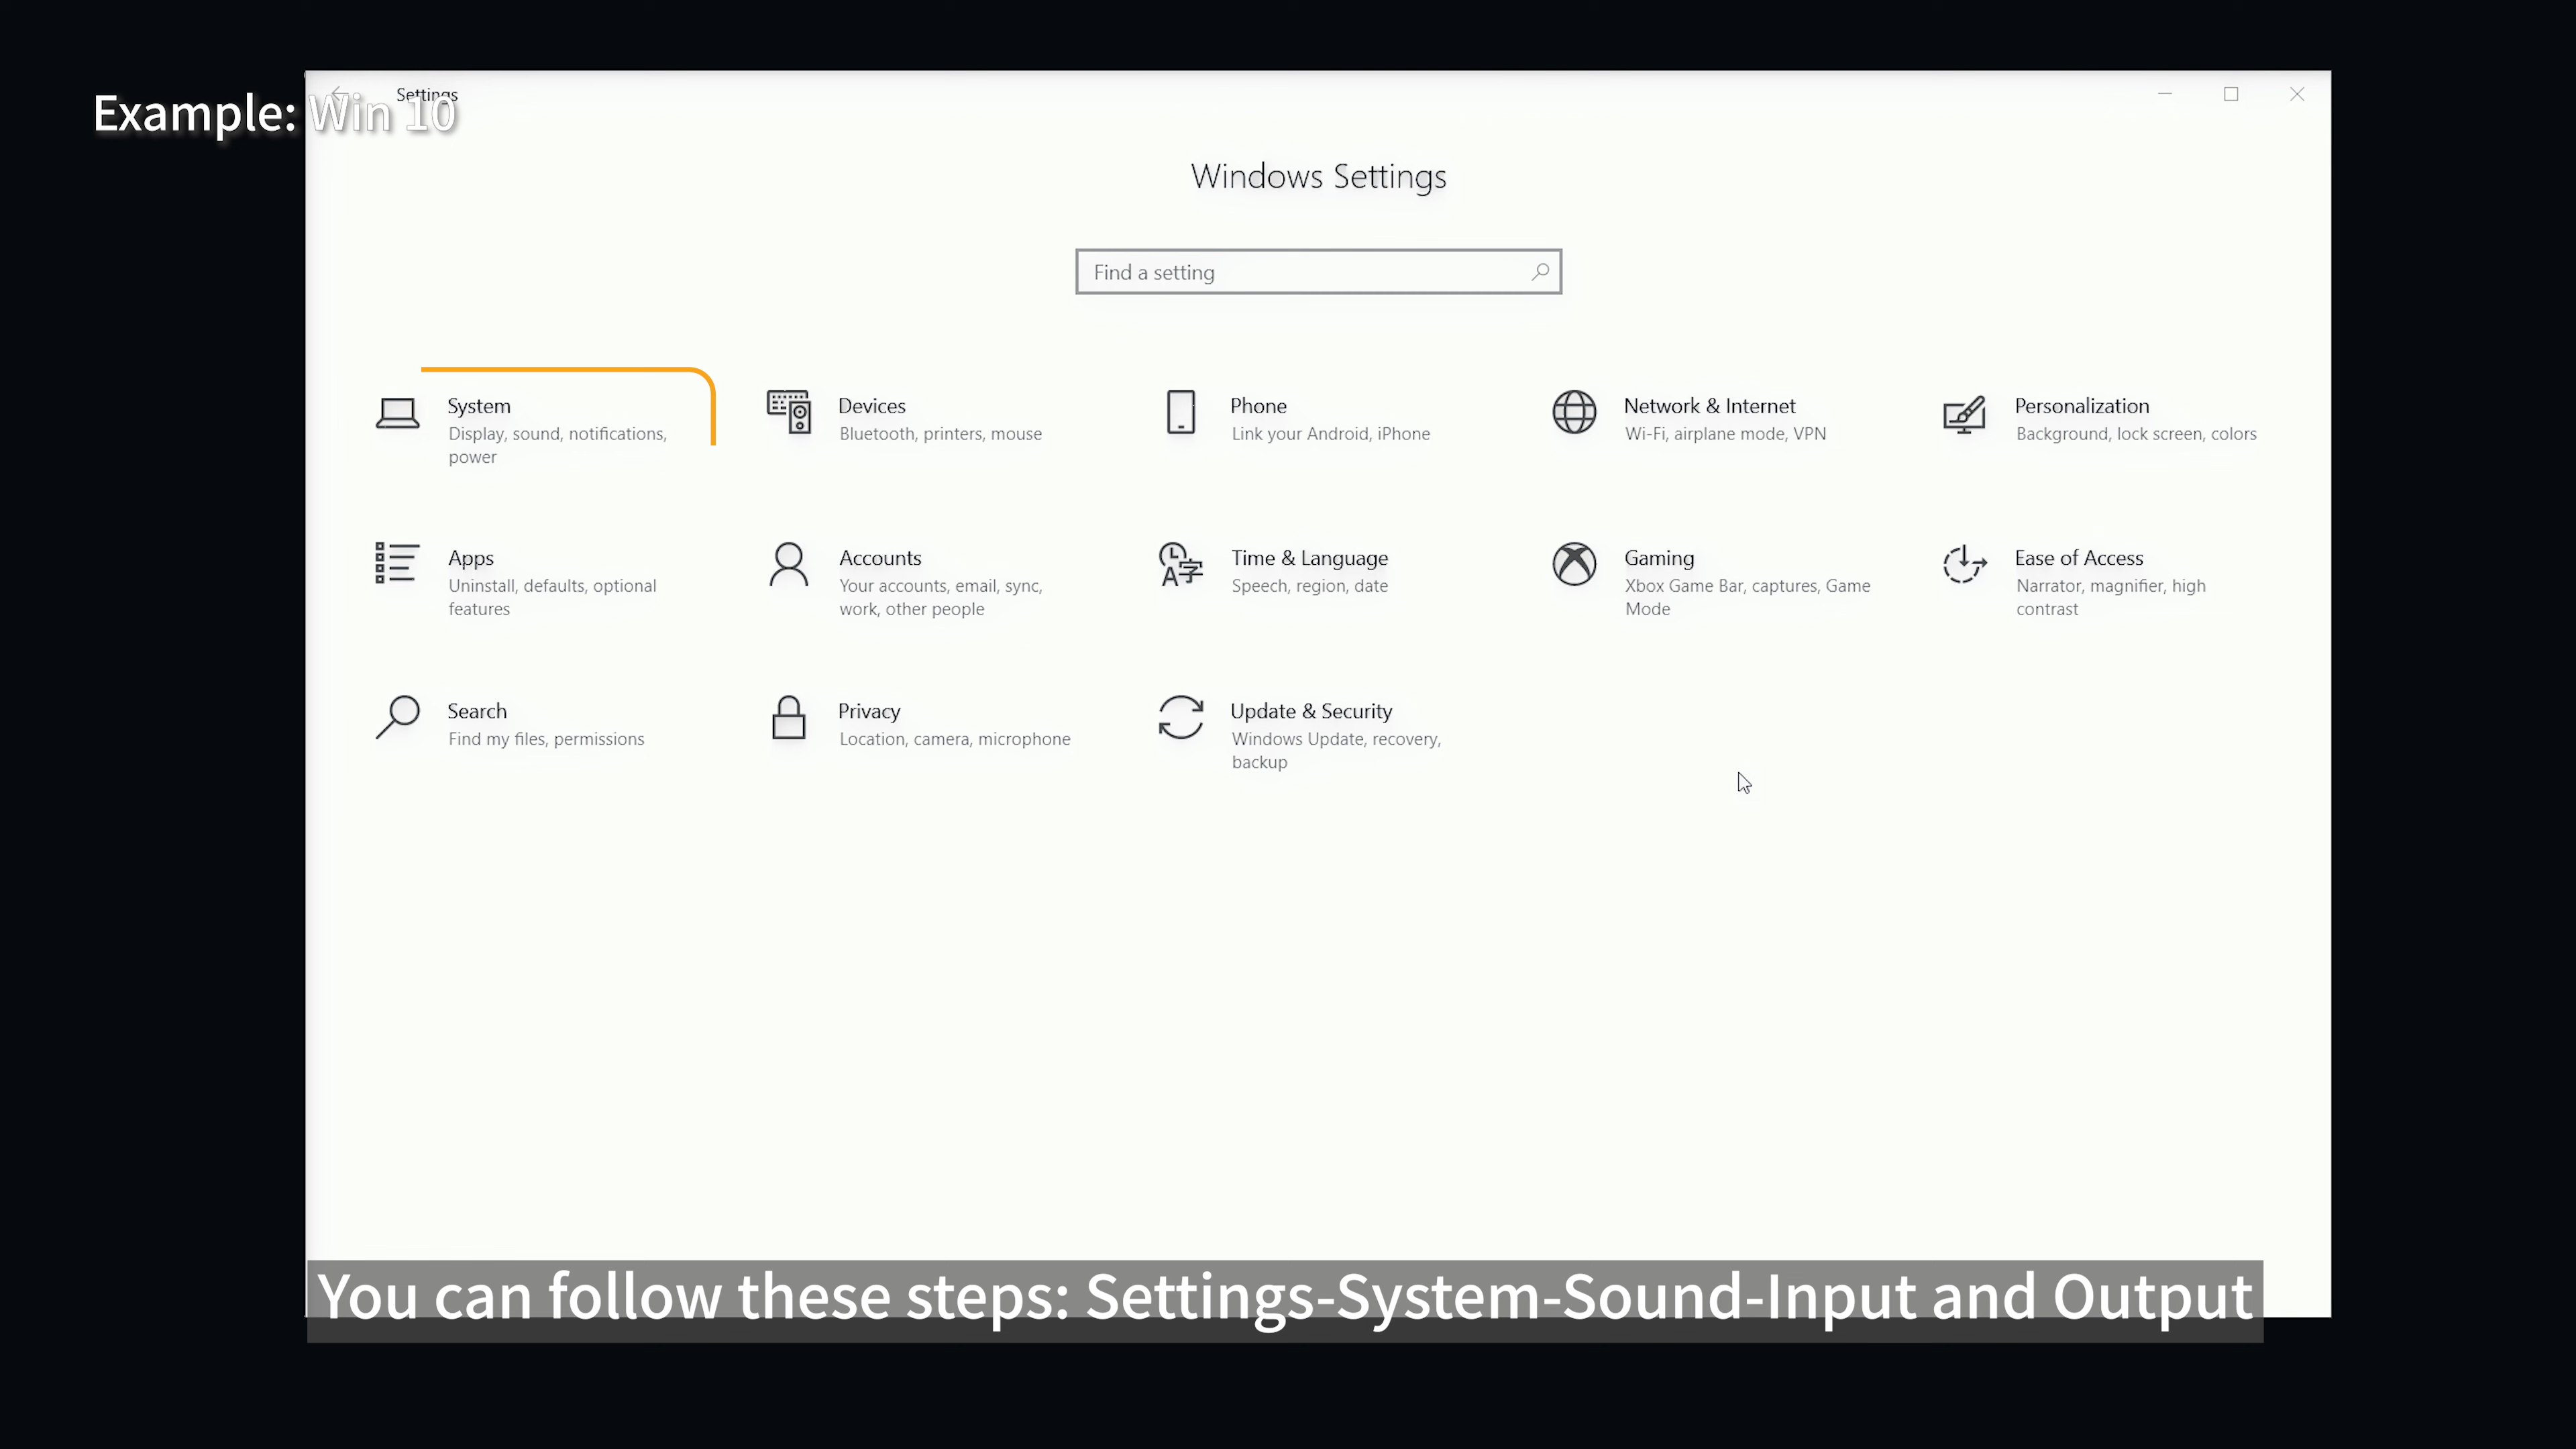 Settings
Example: Win 10
Windows Settings
Find a setting
System
Display, sound, notifications,
power
Devices
Bluetooth, printers, mouse
Phone
Link your Android, iPhone
Network & Internet
Wi-Fi, airplane mode, VPN
Personalization
Background, lock screen, colors
Apps
Uninstall, defaults, optional
features
Accounts
Your accounts, email, sync,
work, other people
Time & Language
Speech, region, date
Gaming
Xbox Game Bar, captures, Game
Mode
Ease of Access
Narrator, magnifier, high
contrast
Search
Find my files, permissions
Privacy
Location, camera, microphone
Update & Security
Windows Update, recovery,
backup
You can follow these steps: Settings-System-Sound-Input and Output